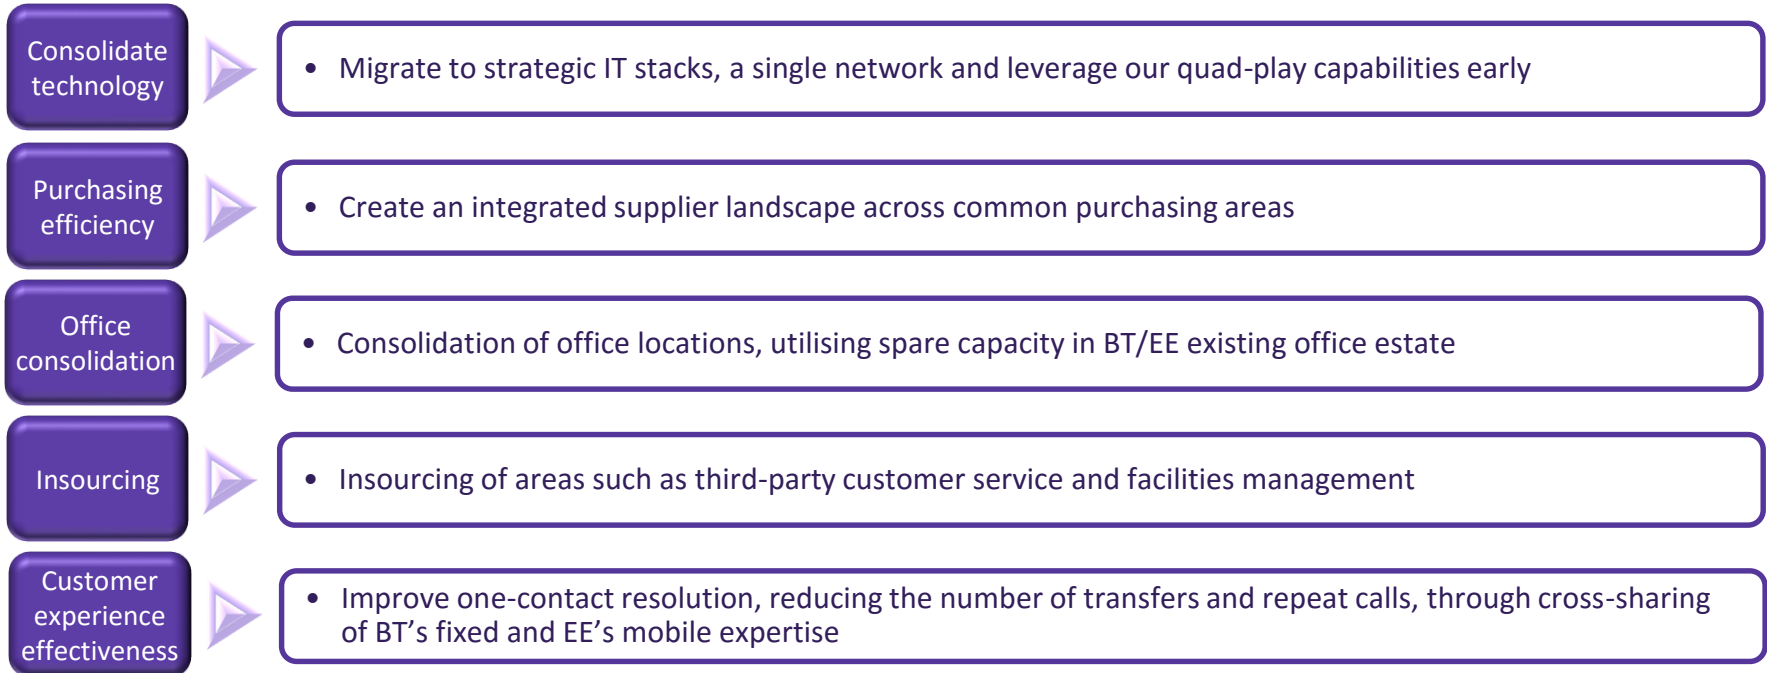 Consolidate
technology
• Migrate to strategic IT stacks, a single network and leverage our quad-play capabilities early
Purchasing
efficiency
• Create an integrated supplier landscape across common purchasing areas
Office
consolidation
• Consolidation of office locations, utilising spare capacity in BT/EE existing office estate
Insourcing
• Insourcing of areas such as third-party customer service and facilities management
Customer
experience
effectiveness
• Improve one-contact resolution, reducing the number of transfers and repeat calls, through cross-sharing
of BT’s fixed and EE’s mobile expertise